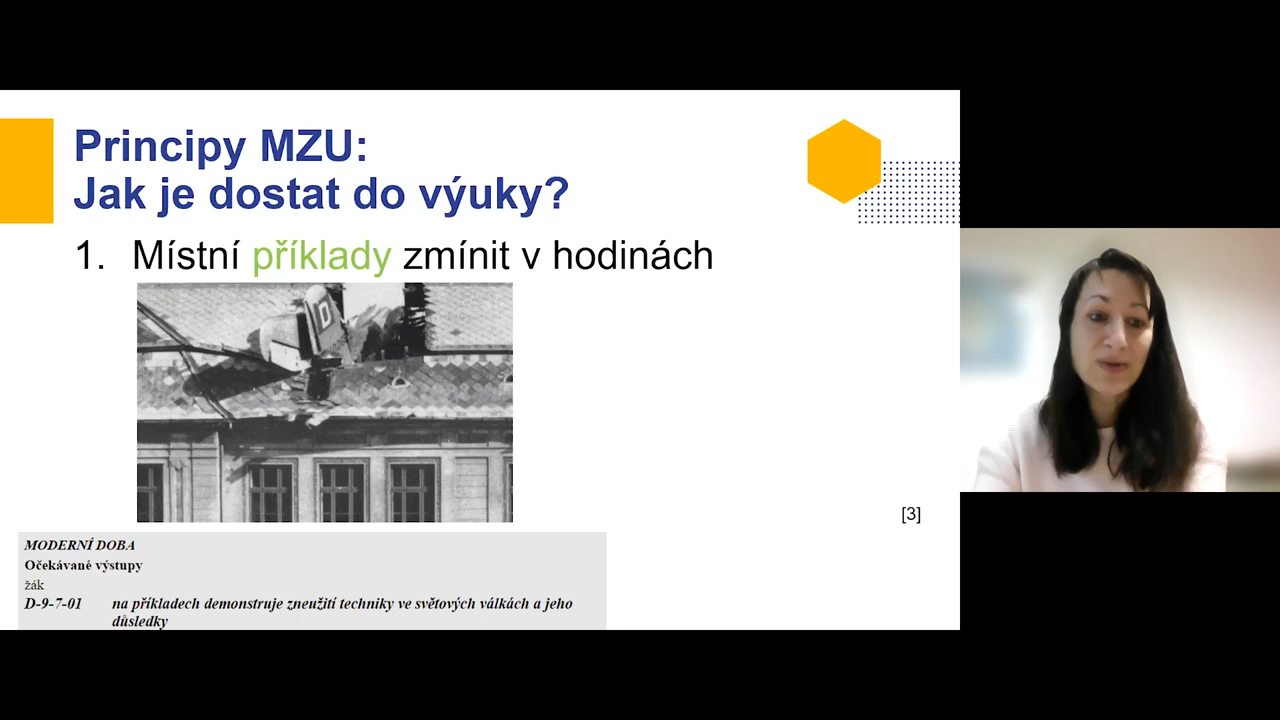 Principy MZU:
Jak je dostat do výuky?
1. Místní příklady zmínit v hodinách
D
[3]
MODERNÍ DOBA
Očekávané výstupy
žák
D-9-7-01 na příkladech demonstruje zneužití techniky ve světových válkách a jeho
důsledky